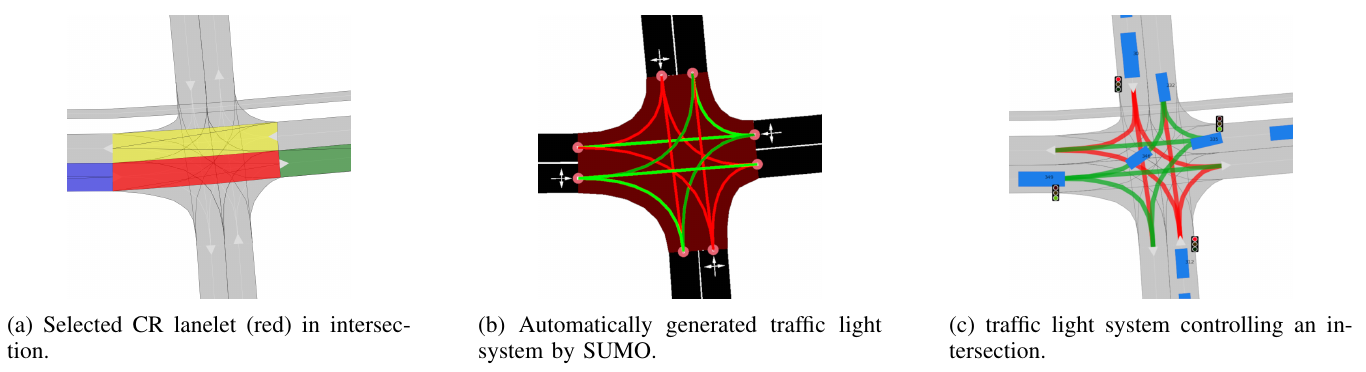 (a) Selected CR lanelet (red) in intersec-
tion.
(b) Automatically generated traffic light
system by SUMO.
(c) traffic light system controlling an in-
tersection.